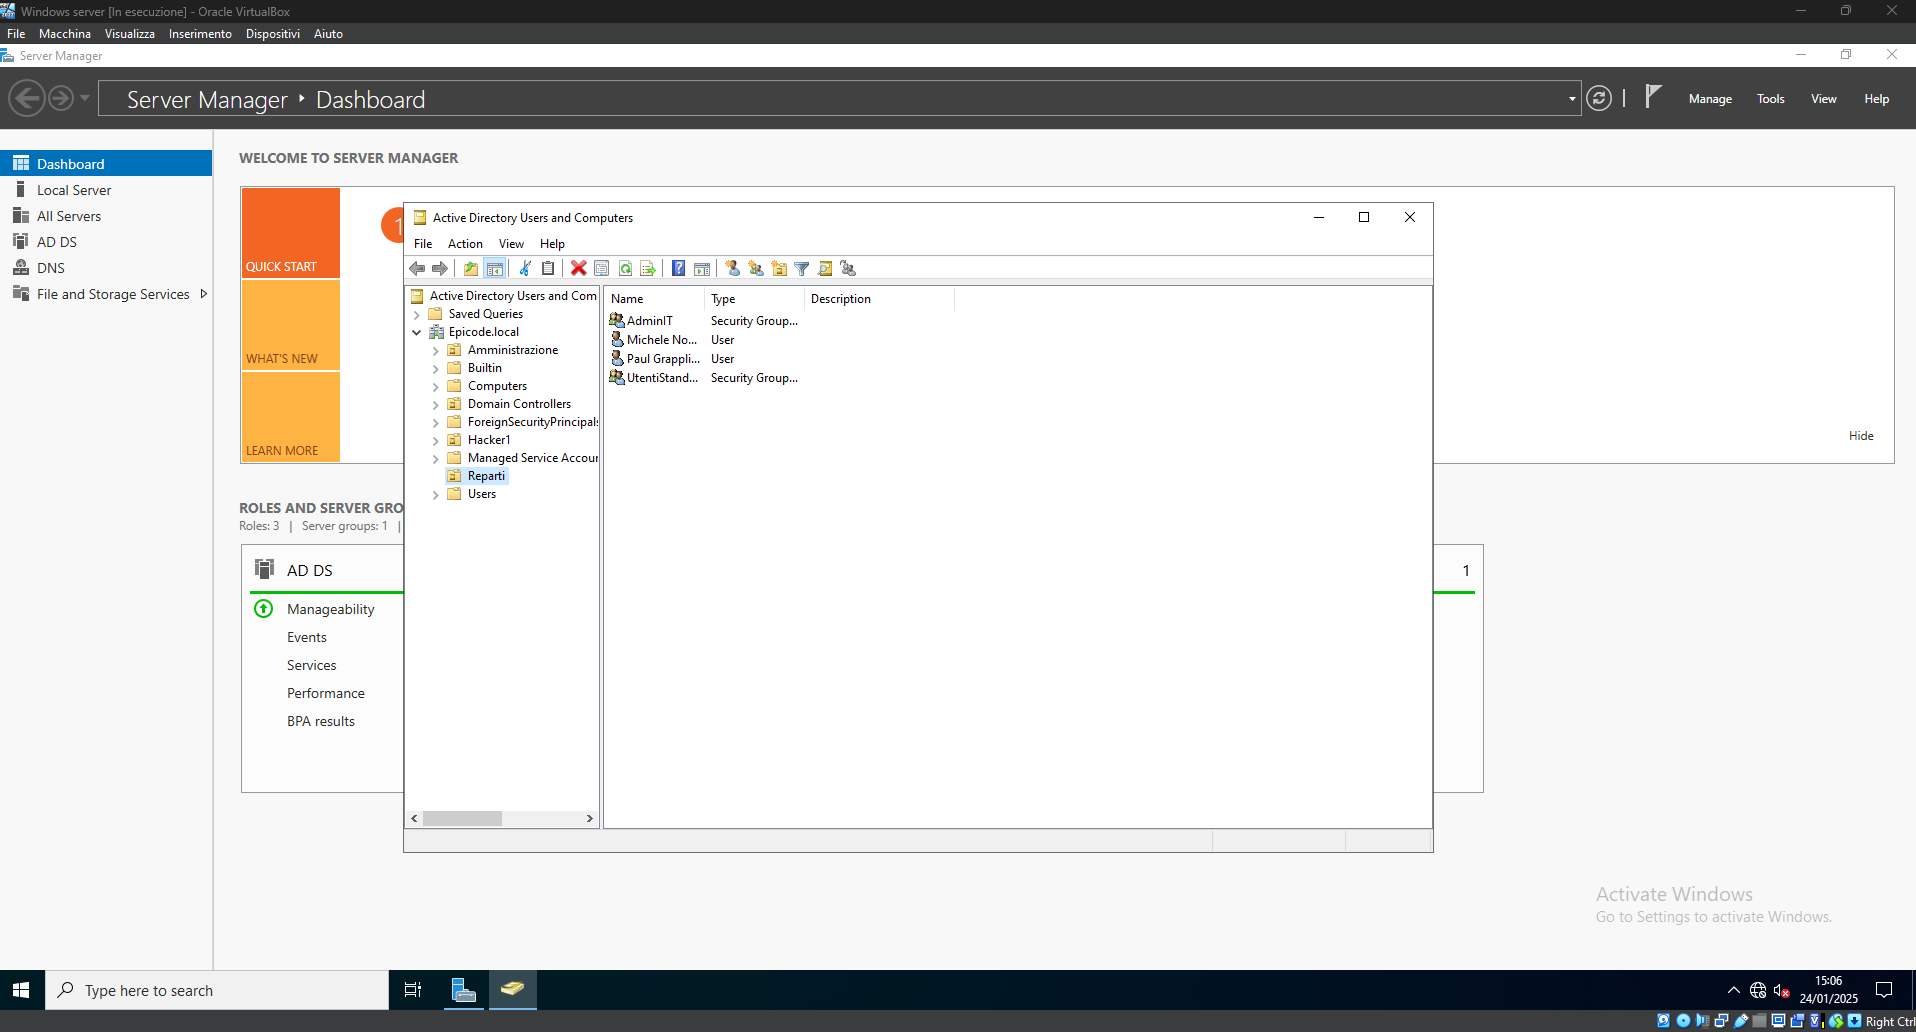 Windows server [In esecuzione] - Oracle VirtualBox
File Macchina Visualizza Inserimento Dispositivi Aiuto
Server Manager
Server Manager ‣ Dashboard
Manage Tools View Help
Dashboard
Local Server
All Servers
AD DS
DNS
File and Storage Services
WELCOME TO SERVER MANAGER
QUICK START
WHAT'S NEW
LEARN MORE
1
Hide
Active Directory Users and Computers
File Action View Help
Active Directory Users and Com
Saved Queries
Epicode.local
Amministrazione
Builtin
Computers
Domain Controllers
ForeignSecurityPrincipals
Hacker1
Managed Service Accour
Reparti
Users
Name Type Description
AdminIT Security Group...
Michele No... User
Paul Grappli... User
UtentiStand... Security Group...
ROLES AND SERVER GRO
Roles: 3 | Server groups: 1 |
AD DS 1
Manageability
Events
Services
Performance
BPA results
Activate Windows
Go to Settings to activate Windows.
Type here to search
15:06
24/01/2025
Right Ctrl